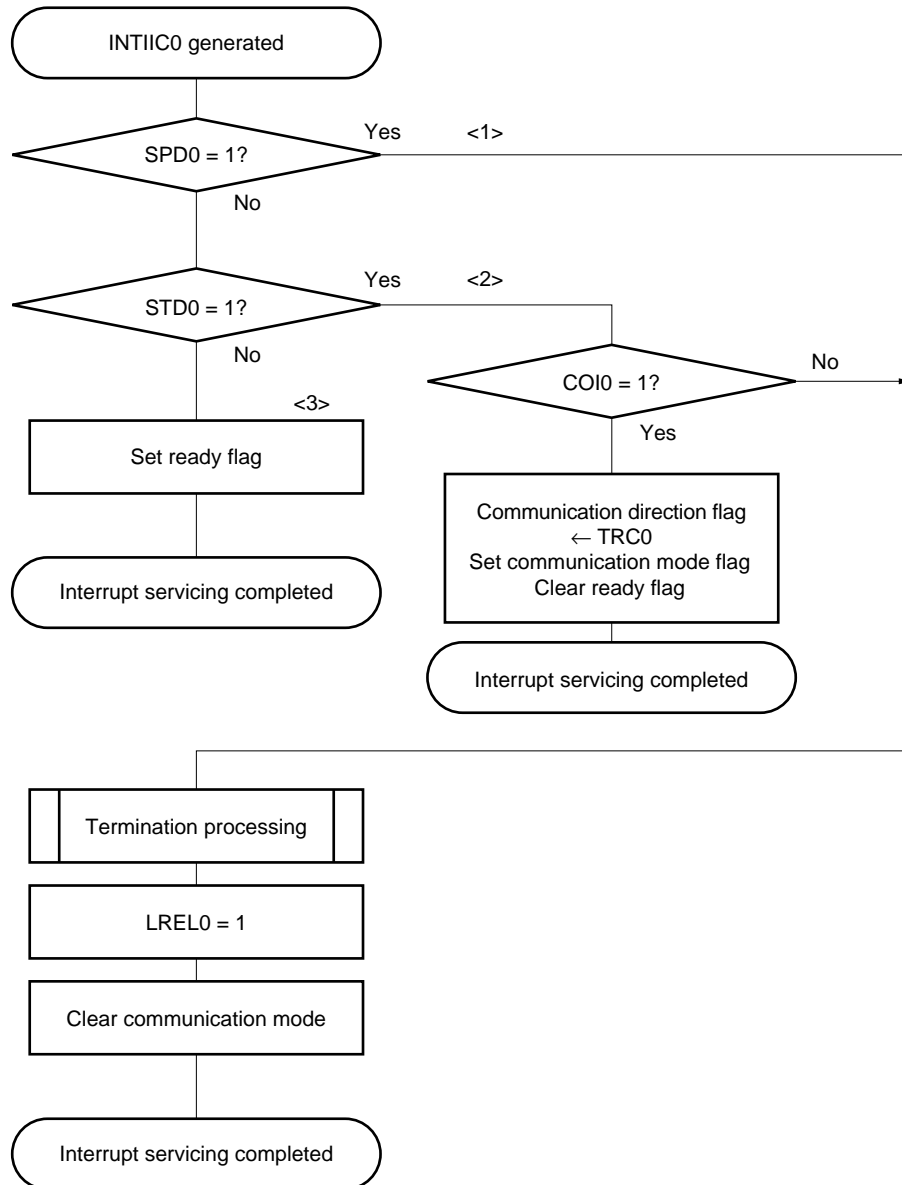 INTIIC0 generated
Yes
<1>
SPD0 = 1?
No
Yes
<2>
STD0 = 1?
No
No
COI0 = 1?
Yes
<3>
Set ready flag
Communication direction flag
← TRC0
Set communication mode flag
Clear ready flag
Interrupt servicing completed
Interrupt servicing completed
Termination processing
LREL0 = 1
Clear communication mode
Interrupt servicing completed